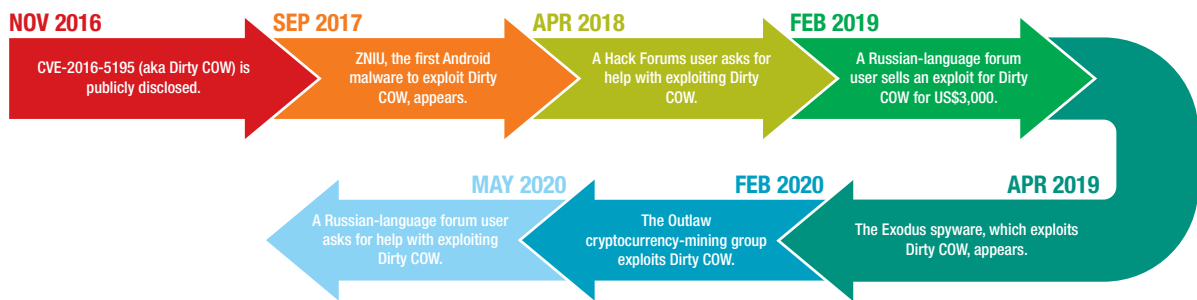 NOV 2016
CVE-2016-5195 (aka Dirty COW) is
publicly disclosed.
SEP 2017
ZNIU, the first Android
malware to exploit Dirty
COW, appears.
APR 2018
A Hack Forums user asks for
help with exploiting Dirty
COW.
FEB 2019
A Russian-language forum
user sells an exploit for Dirty
COW for US$3,000.
APR 2019
The Exodus spyware, which exploits
Dirty COW, appears.
FEB 2020
The Outlaw
cryptocurrency-mining group
exploits Dirty COW.
MAY 2020
A Russian-language forum user
asks for help with exploiting
Dirty COW.